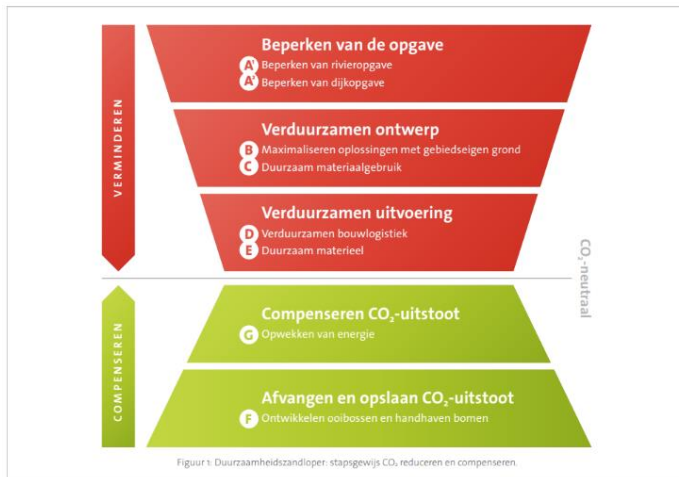 VERMINDEREN
Beperken van de opgave
A¹ Beperken van rivieropgave
A² Beperken van dijkopgave
Verduurzamen ontwerp
B Maximaliseren oplossingen met gebiedseigen grond
C Duurzaam materiaalgebruik
Verduurzamen uitvoering
D Verduurzamen bouwlogistiek
E Duurzaam materieel
CO₂-neutraal
COMPENSEREN
Compenseren CO₂-uitstoot
G Opwekken van energie
Afvangen en opslaan CO₂-uitstoot
F Ontwikkelen ooibossen en handhaven bomen
Figuur 1: Duurzaamheidszandloper: stapsgewijs CO₂ reduceren en compenseren.